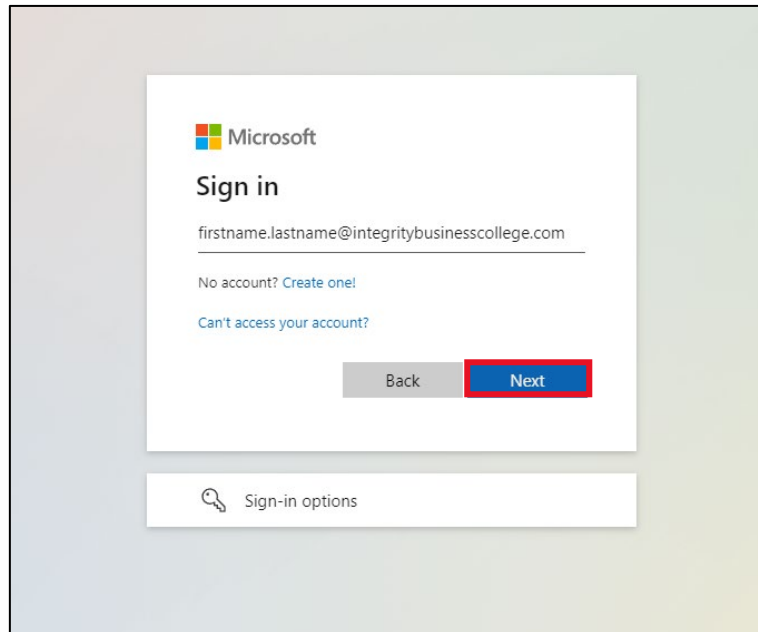 Microsoft
Sign in
firstname.lastname@integritybusinesscollege.com
No account? Create one!
Can't access your account?
Back Next
Sign-in options